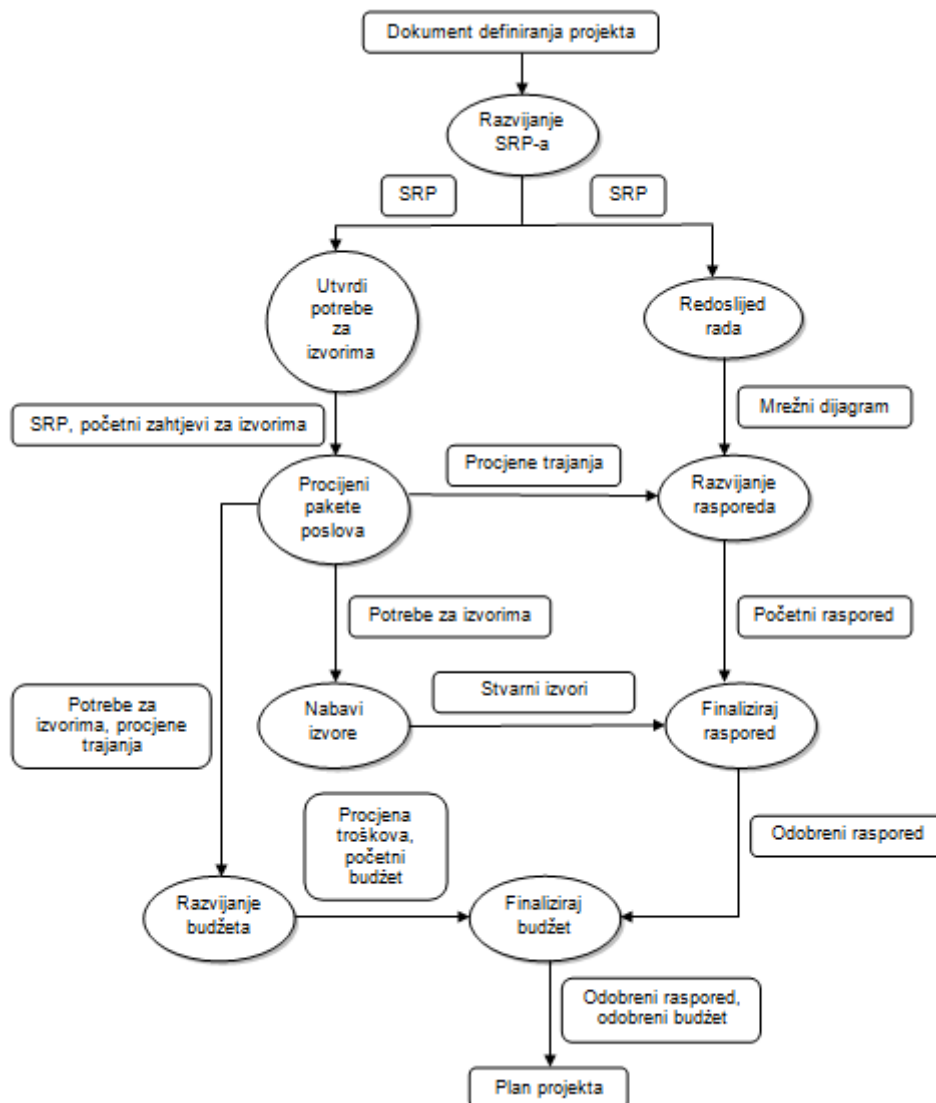 Dokument definiranja projekta
Razvijanje
SRP-a
SRP
SRP
Utvrdi
potrebe
za
izvorima
Redoslijed
rada
SRP, početni zahtjevi za izvorima
Mrežni dijagram
Procijeni
pakete
poslova
Procjene trajanja
Razvijanje
rasporeda
Potrebe za izvorima
Početni raspored
Potrebe za
izvorima, procjene
trajanja
Nabavi
izvore
Stvarni izvori
Finaliziraj
raspored
Procjena
troškova,
početni
budžet
Odobreni raspored
Razvijanje
budžeta
Finaliziraj
budžet
Odobreni raspored,
odobreni budžet
Plan projekta